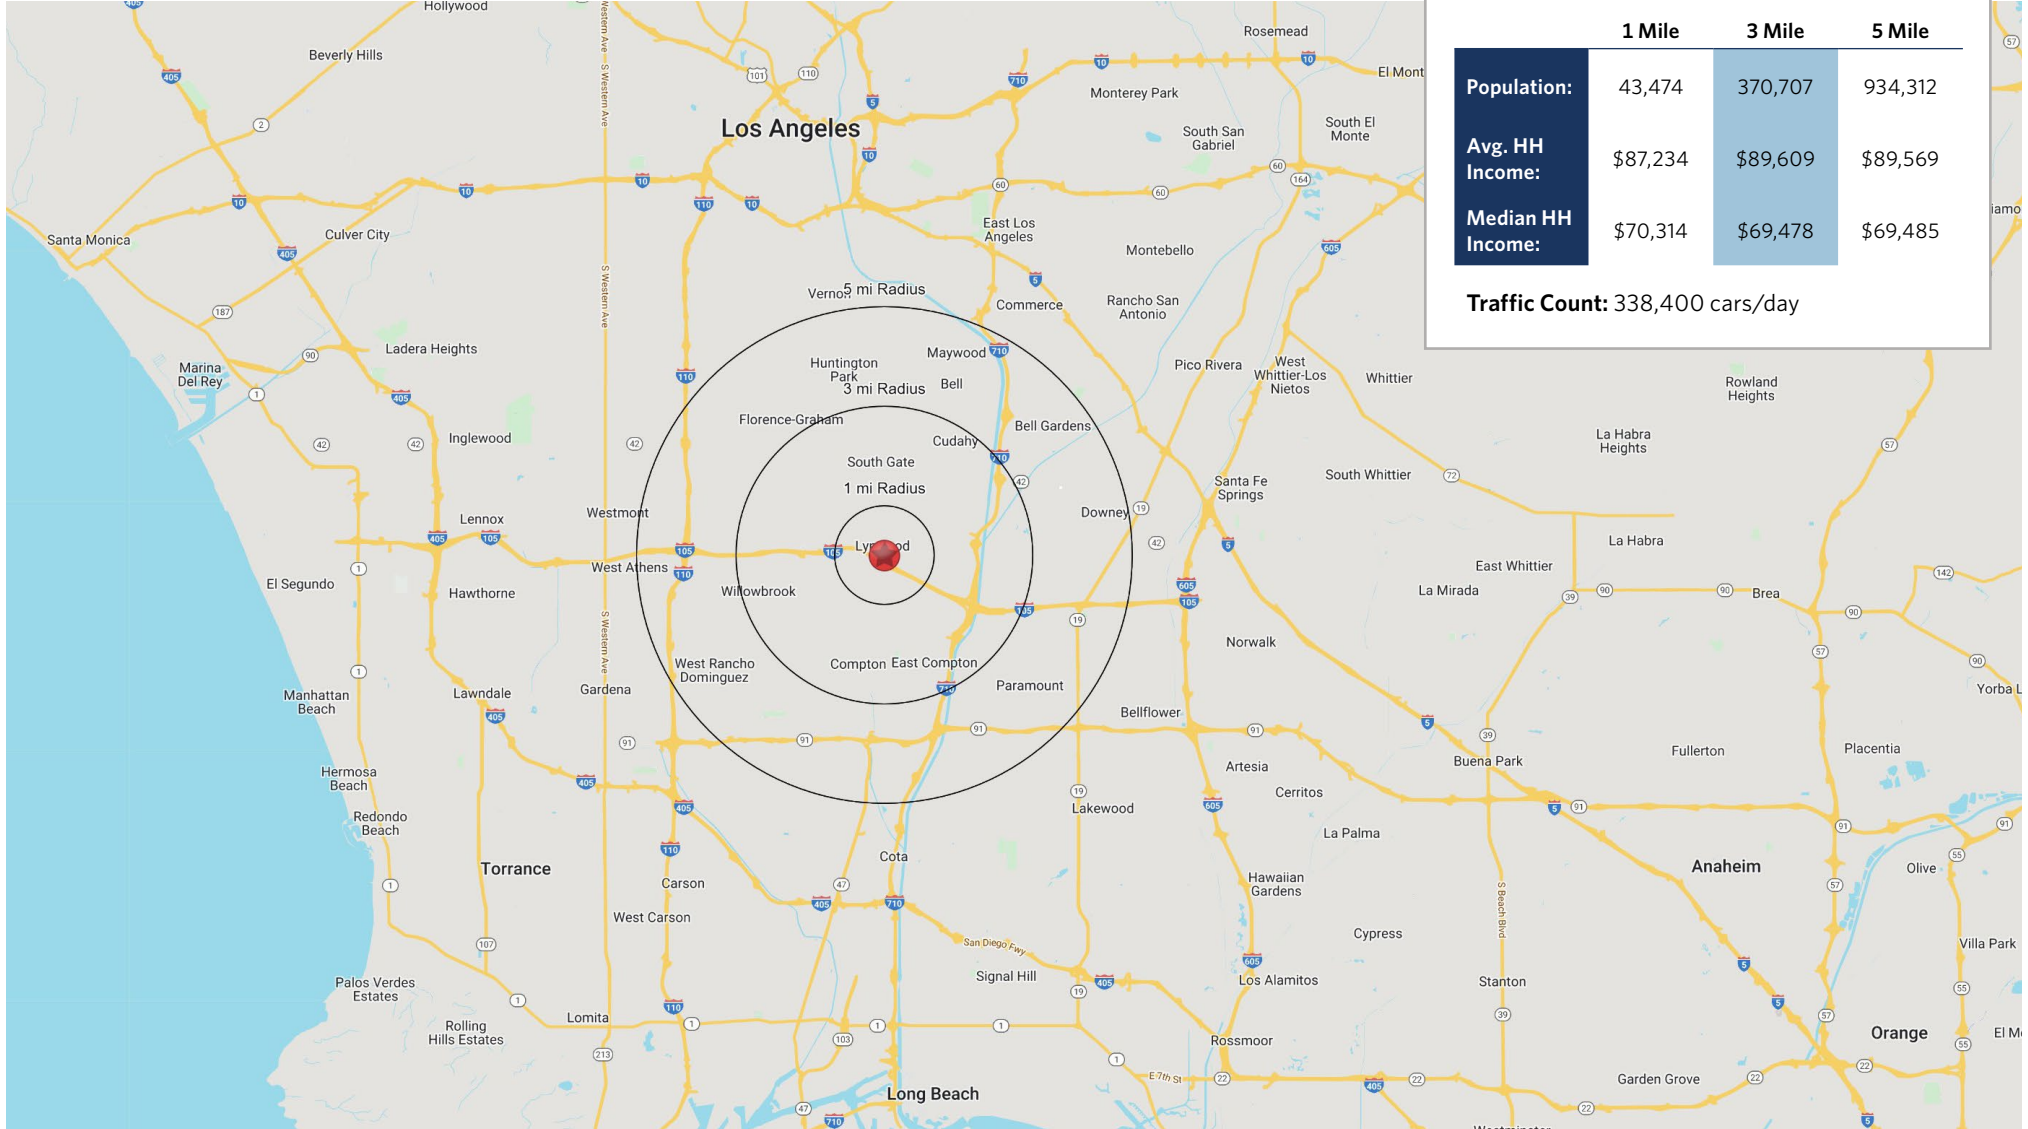 1 Mile 3 Mile 5 Mile
Population: 43,474 370,707 934,312
Avg. HH
Income: $87,234 $89,609 $89,569
Median HH
Income: $70,314 $69,478 $69,485
Traffic Count: 338,400 cars/day
Hollywood
Beverly Hills
Rosemead
El Mont
Monterey Park
Los Angeles
South San
Gabriel
South El
Monte
Santa Monica
Culver City
East Los
Angeles
Montebello
Vernon
5 mi Radius
Commerce
Rancho San
Antonio
Ladera Heights
Marina
Del Rey
Huntington
Park
Maywood
Bell
3 mi Radius
Pico Rivera
West
Whittier-Los
Nietos
Whittier
Rowland
Heights
Inglewood
Florence-Graham
Cudahy
Bell Gardens
La Habra
Heights
South Gate
1 mi Radius
Santa Fe
Springs
South Whittier
Lennox
Westmont
Downey
La Habra
El Segundo
Hawthorne
West Athens
Willowbrook
East Whittier
La Mirada
Brea
Norwalk
Manhattan
Beach
Lawndale
Gardena
West Rancho
Dominguez
Compton
East Compton
Paramount
Bellflower
Yorba L
Hermosa
Beach
Artesia
Cerritos
Buena Park
Fullerton
Placentia
Redondo
Beach
Lakewood
La Palma
Torrance
Cota
Carson
West Carson
Hawaiian
Gardens
Anaheim
Olive
Cypress
San Diego Fwy
Signal Hill
Los Alamitos
Stanton
Villa Park
Palos Verdes
Estates
Rolling
Hills Estates
Lomita
Rossmoor
Orange
El M
Long Beach
E 7th St
Garden Grove
S Western Ave
S Western Ave
S Western Ave
S Beach Blvd